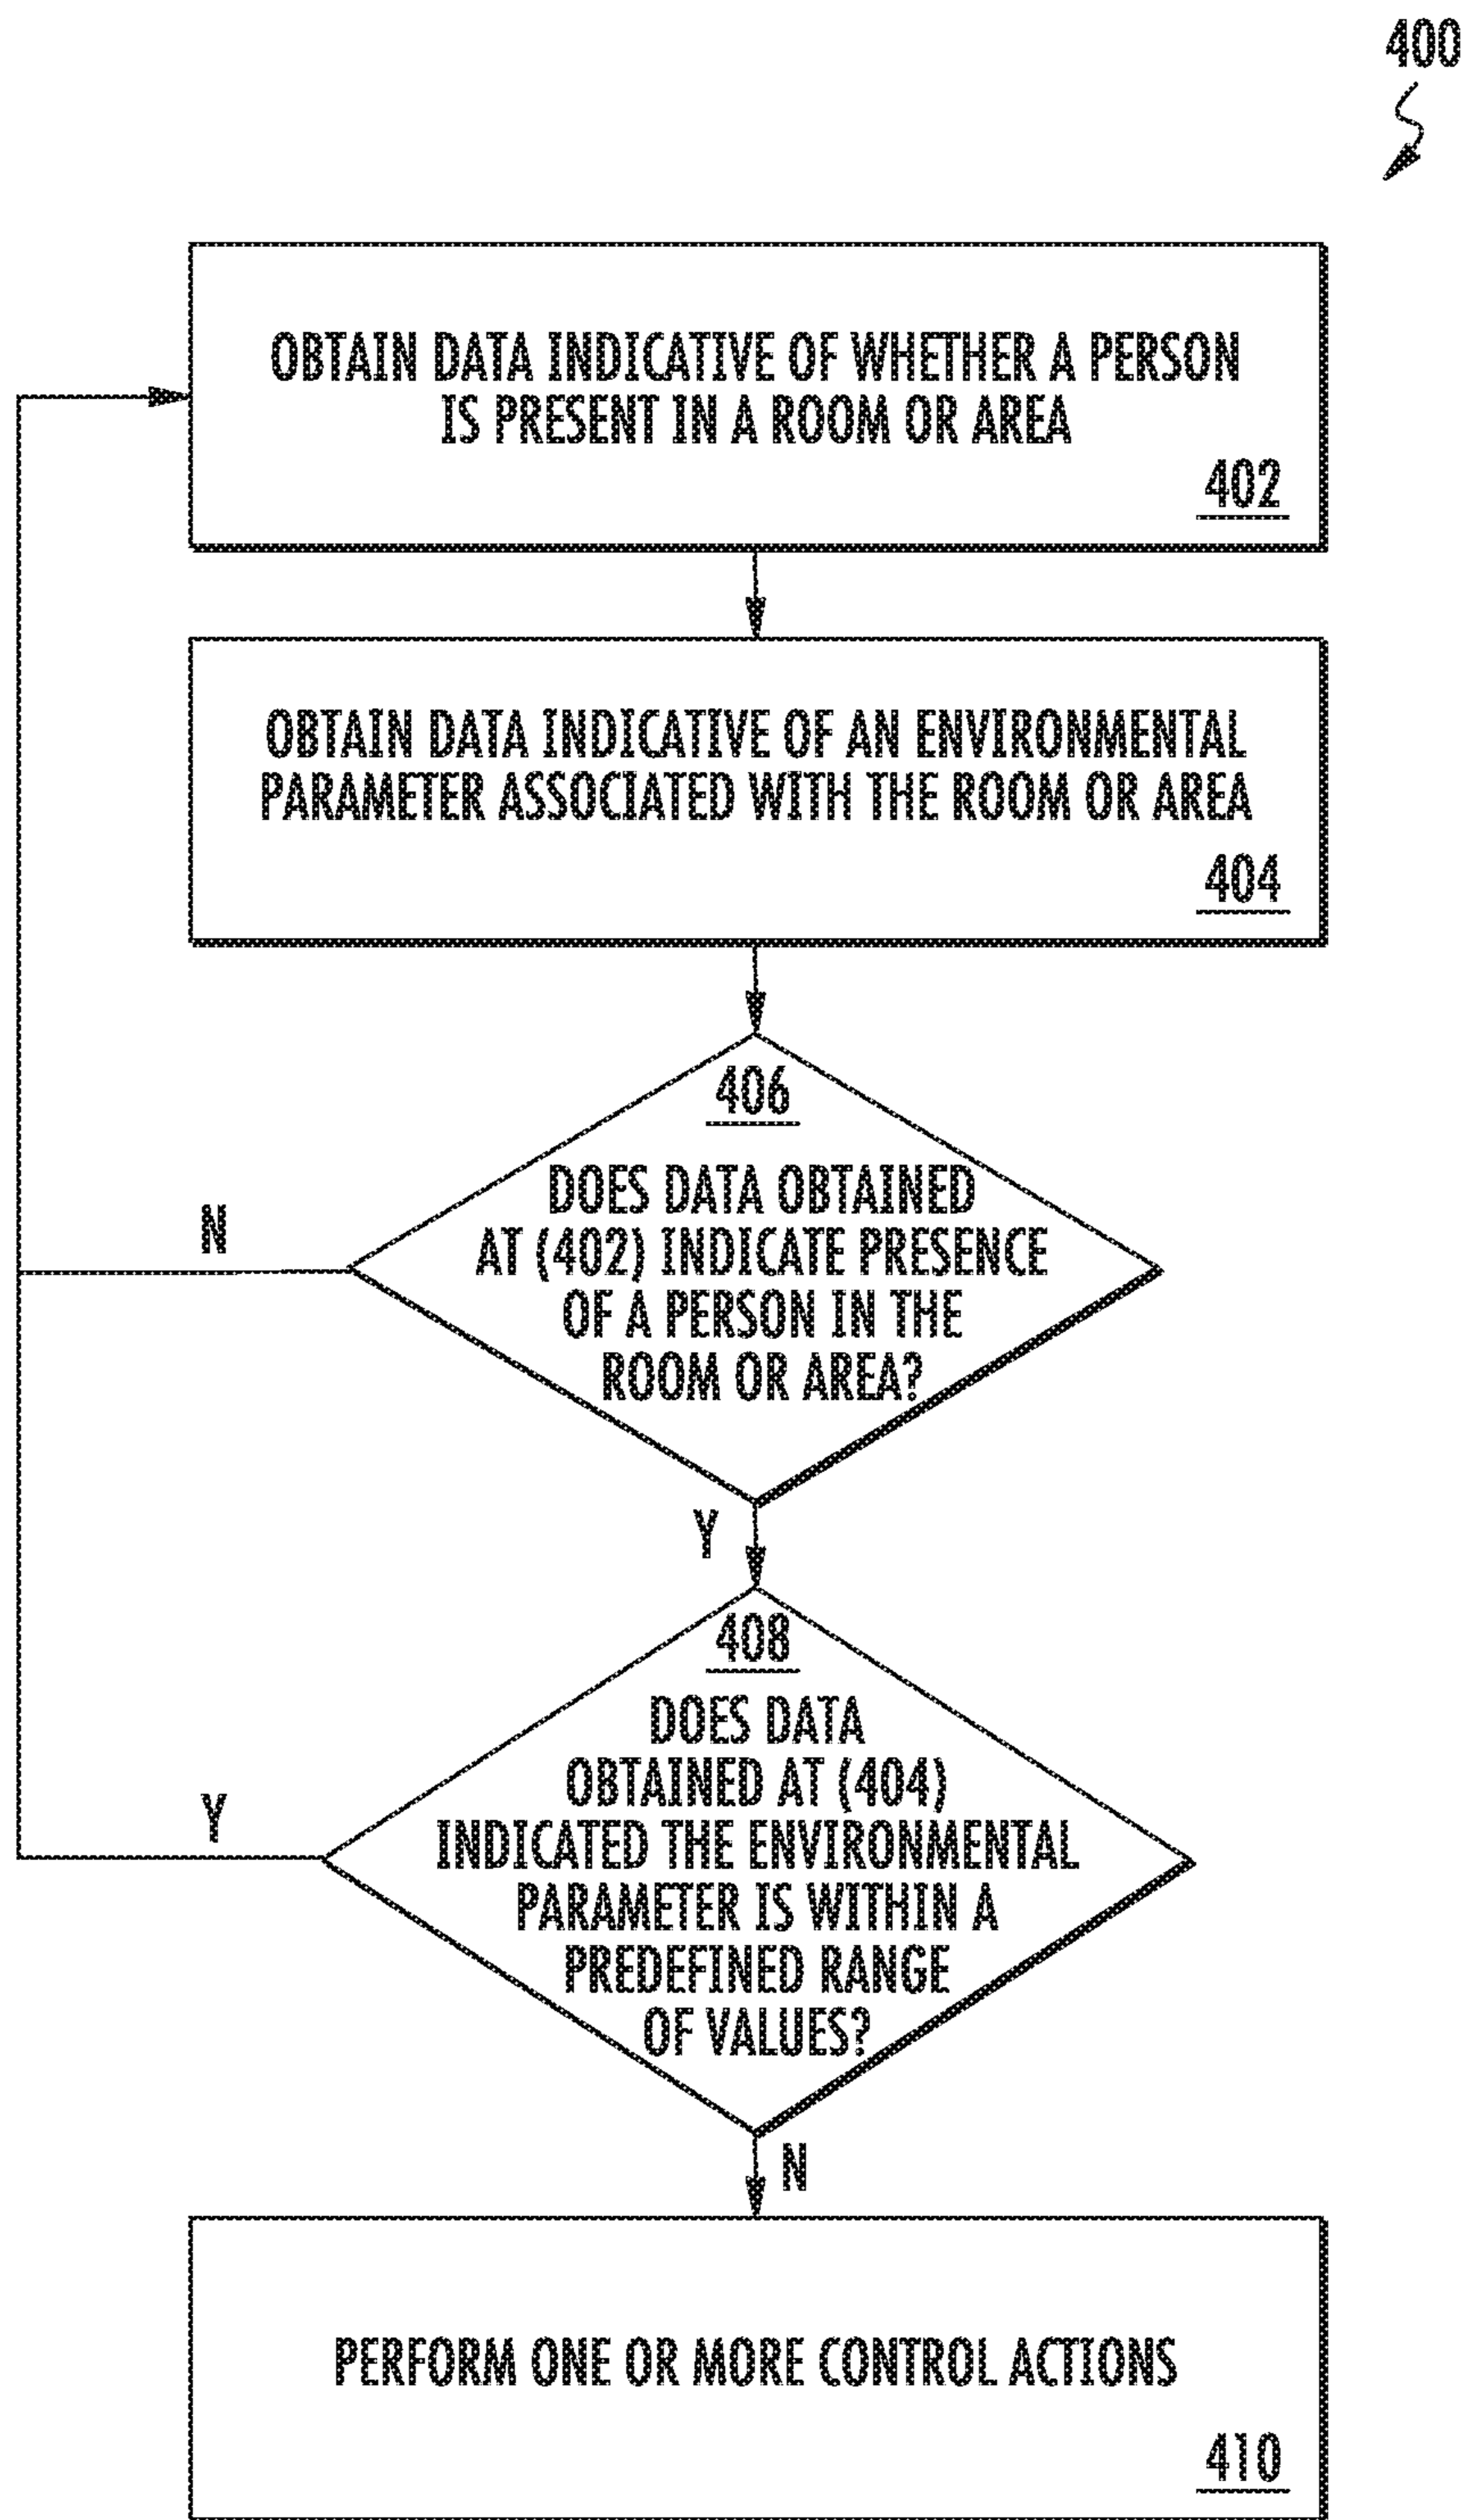 400
OBTAIN DATA INDICATIVE OF WHETHER A PERSON
IS PRESENT IN A ROOM OR AREA
402
OBTAIN DATA INDICATIVE OF AN ENVIRONMENTAL
PARAMETER ASSOCIATED WITH THE ROOM OR AREA
404
406
DOES DATA OBTAINED
AT (402) INDICATE PRESENCE
OF A PERSON IN THE
ROOM OR AREA?
N
Y
408
DOES DATA
OBTAINED AT (404)
INDICATED THE ENVIRONMENTAL
PARAMETER IS WITHIN A
PREDEFINED RANGE
OF VALUES?
Y
N
PERFORM ONE OR MORE CONTROL ACTIONS
410